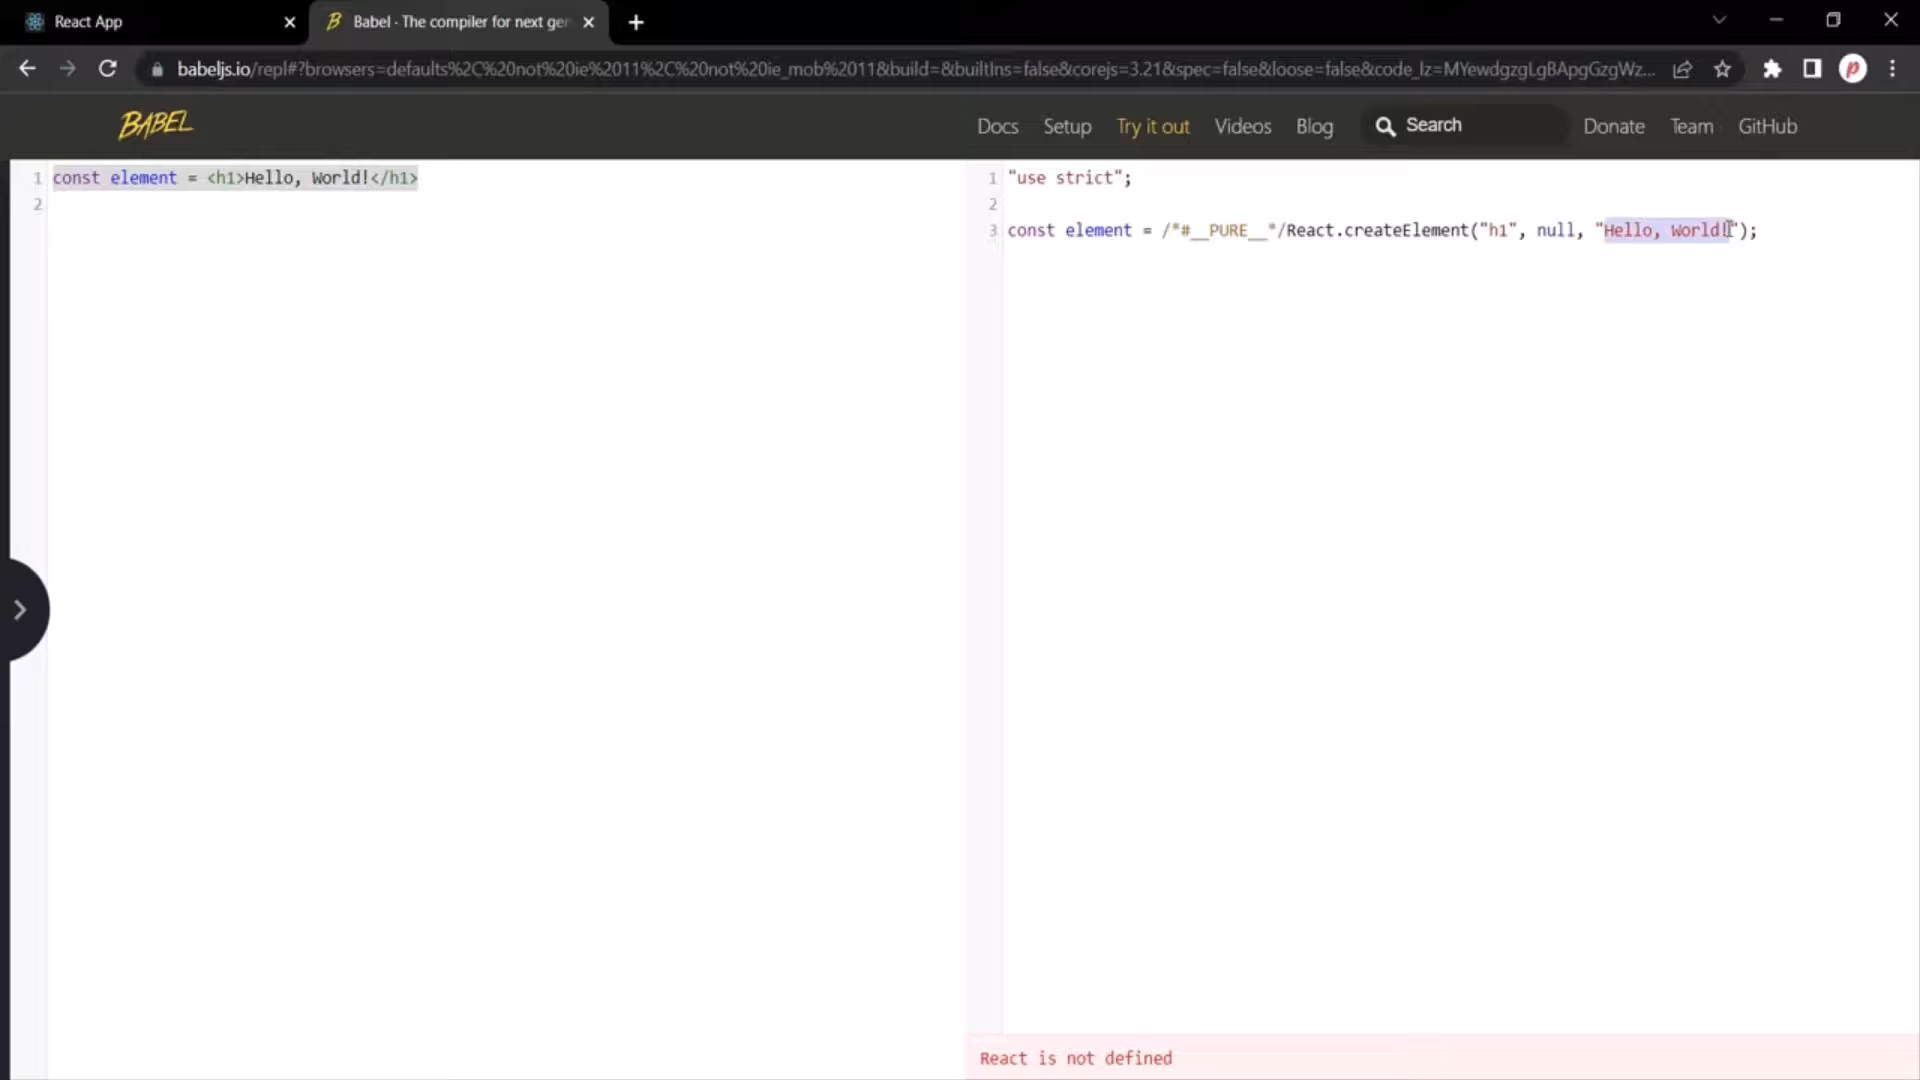 React App
Babel · The compiler for next gen
babeljs.io/repl#?browsers=defaults%2C%20not%20ie%2011%2C%20not%20ie_mob%2011&build=&builtIns=false&corejs=3.21&spec=false&loose=false&code_lz=MYewdgzgLgBApgGzgWz...
BABEL
Docs Setup Try it out Videos Blog Search Donate Team GitHub
1 const element = <h1>Hello, World!</h1>
2
1 "use strict";
2
3 const element = /*#__PURE__*/React.createElement("h1", null, "Hello, World!");
React is not defined